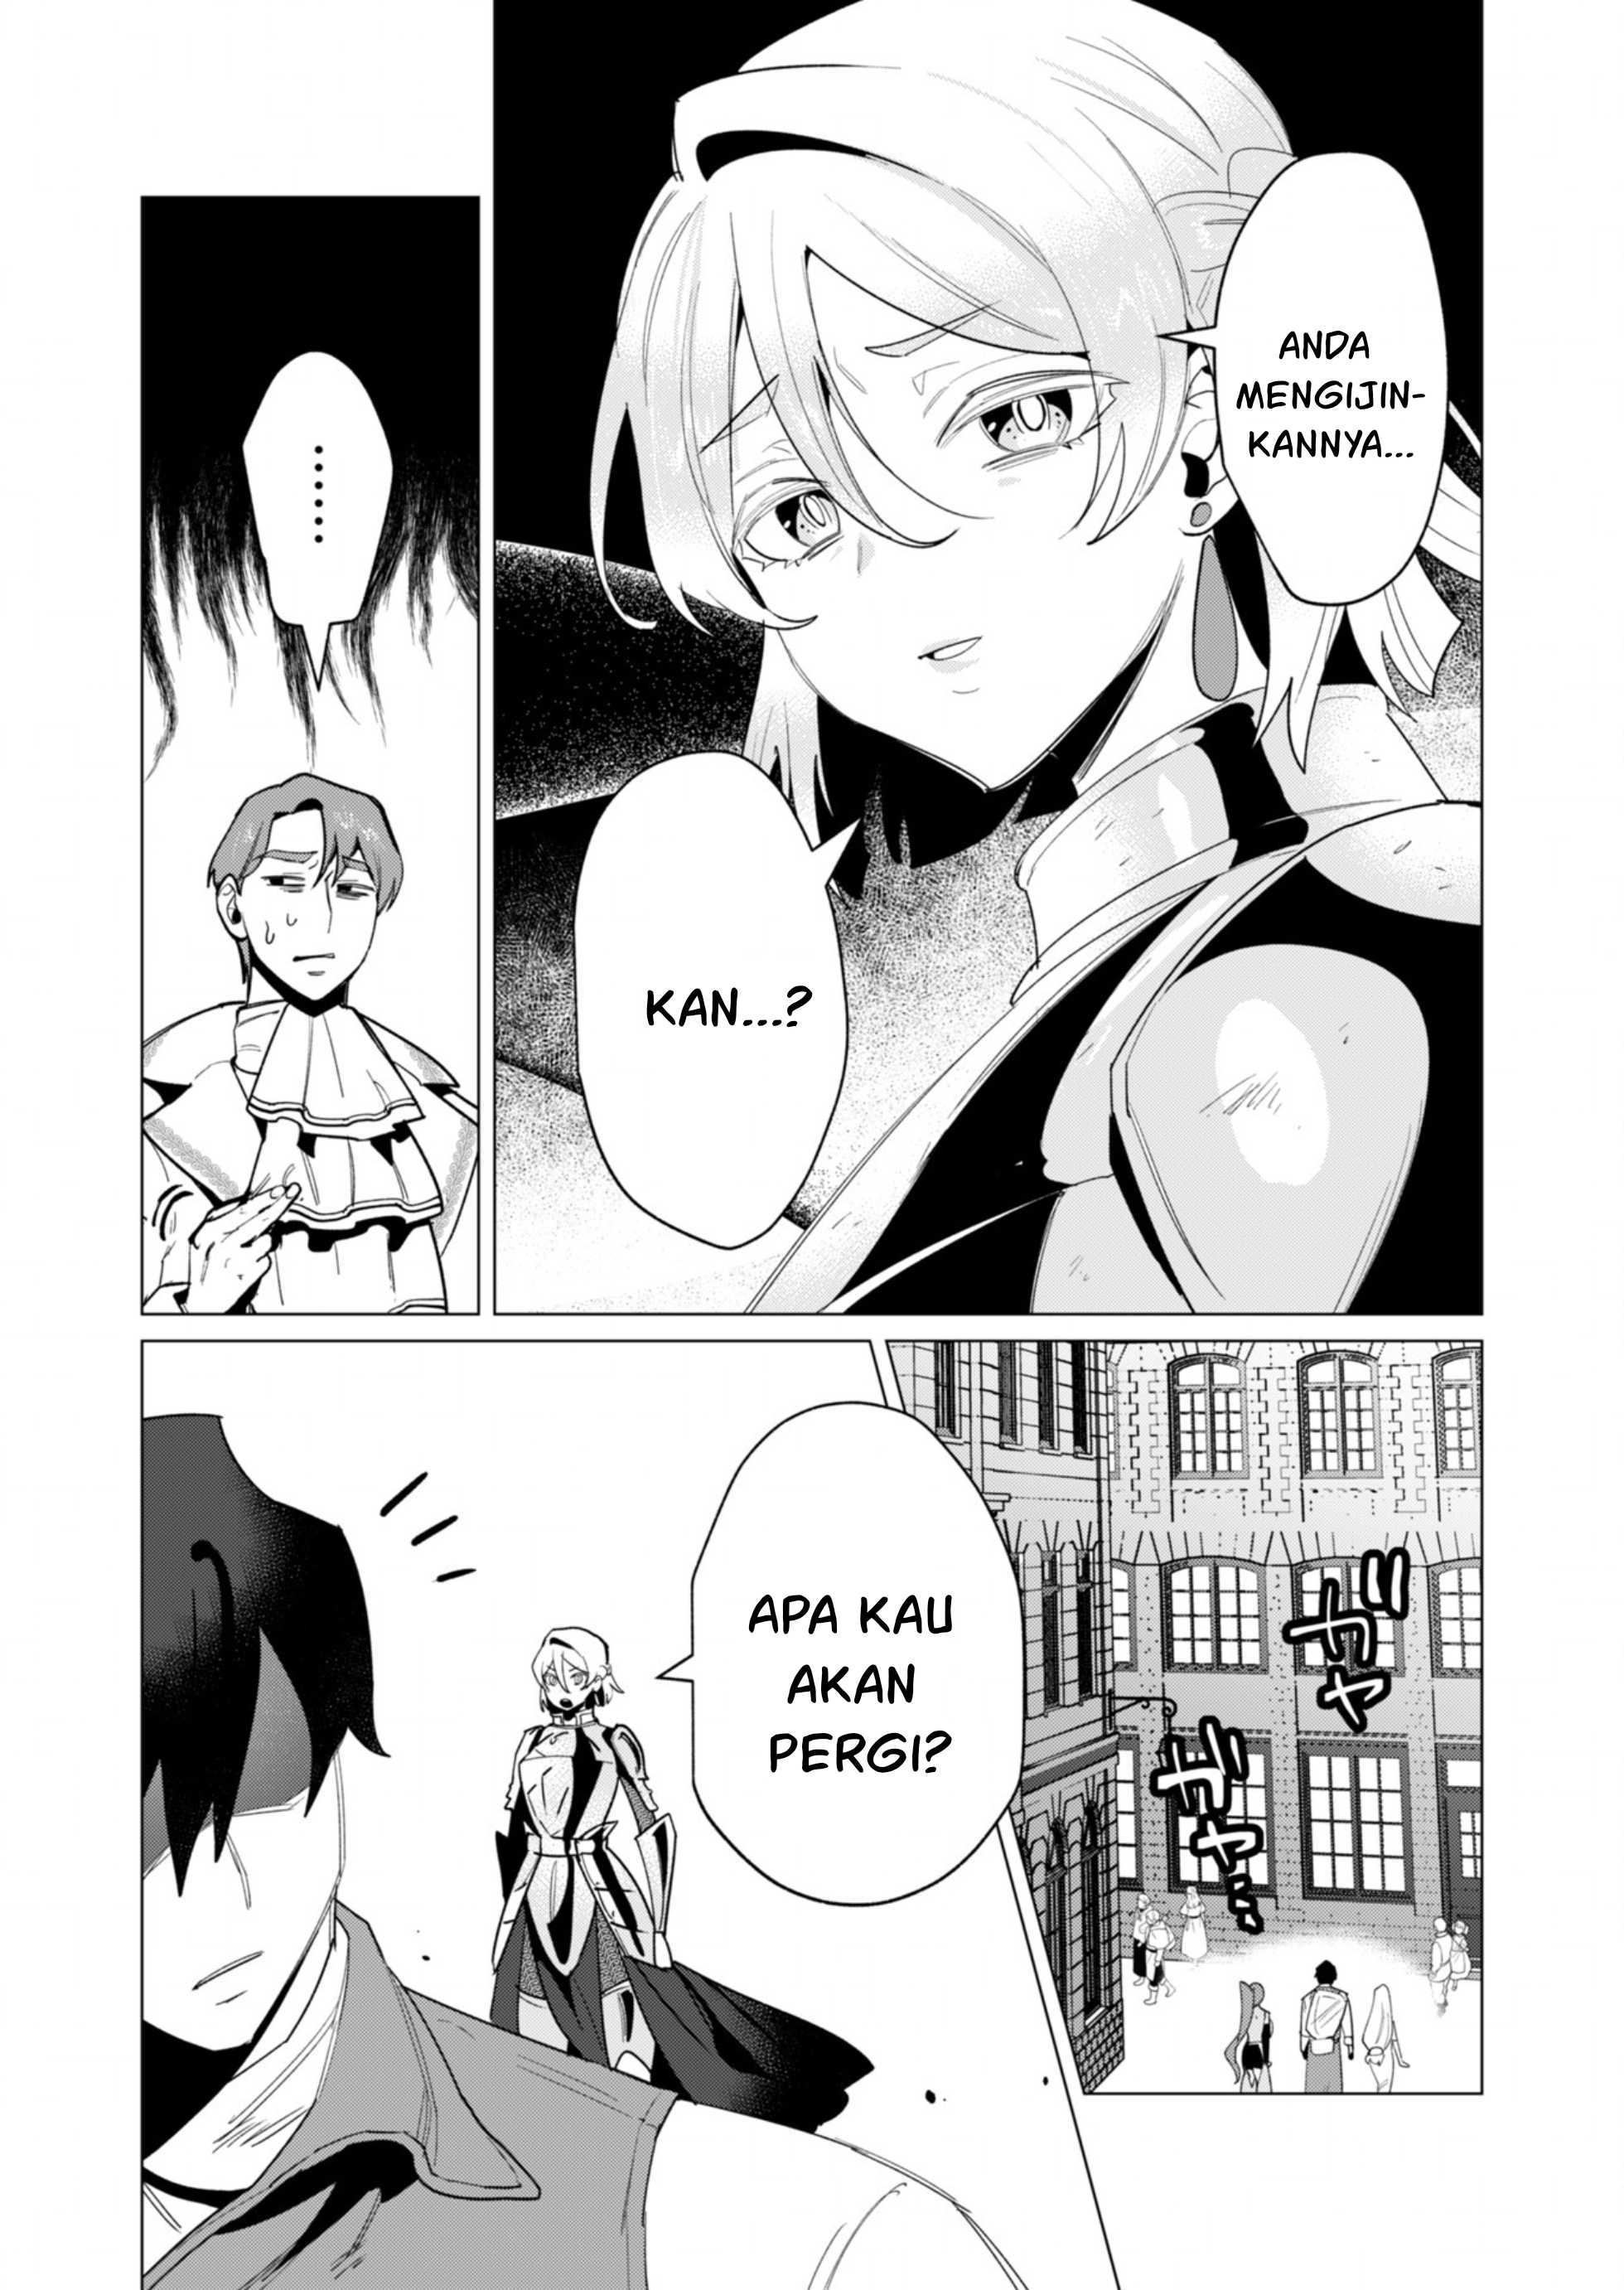 ANDA
MENGIJIN-
KANNYA...
KAN...?
......
ガヤ
ガヤ...
APA KAU
AKAN
PERGI?